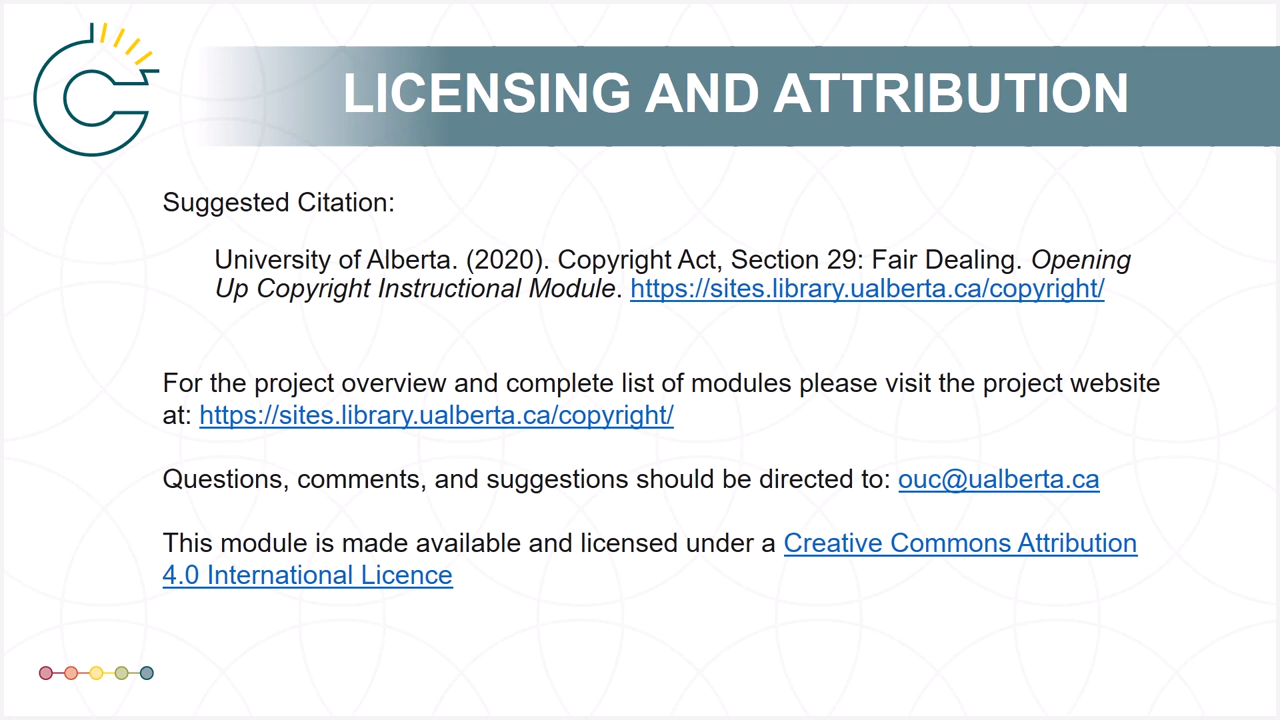 LICENSING AND ATTRIBUTION
Suggested Citation:
University of Alberta. (2020). Copyright Act, Section 29: Fair Dealing. Opening
Up Copyright Instructional Module. https://sites.library.ualberta.ca/copyright/
For the project overview and complete list of modules please visit the project website
at: https://sites.library.ualberta.ca/copyright/
Questions, comments, and suggestions should be directed to: ouc@ualberta.ca
This module is made available and licensed under a Creative Commons Attribution
4.0 International Licence